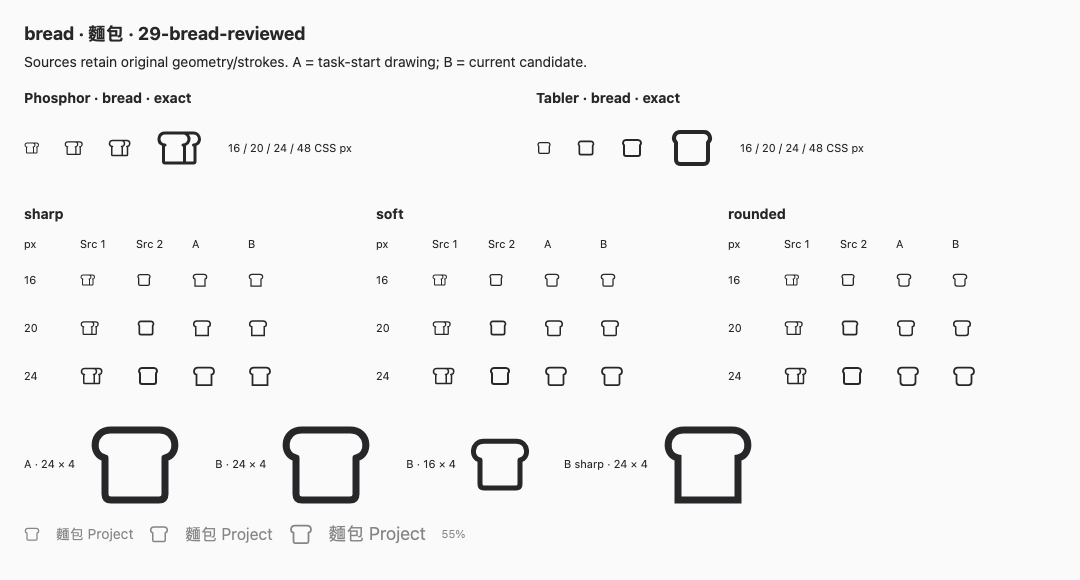 bread · 麵包 · 29-bread-reviewed
Sources retain original geometry/strokes. A = task-start drawing; B = current candidate.
Phosphor · bread · exact
Tabler · bread · exact
16 / 20 / 24 / 48 CSS px
16 / 20 / 24 / 48 CSS px
sharp
soft
rounded
px Src 1 Src 2 A B
px Src 1 Src 2 A B
px Src 1 Src 2 A B
16
16
16
20
20
20
24
24
24
A · 24 × 4
B · 24 × 4
B · 16 × 4
B sharp · 24 × 4
麵包 Project
麵包 Project
麵包 Project
55%